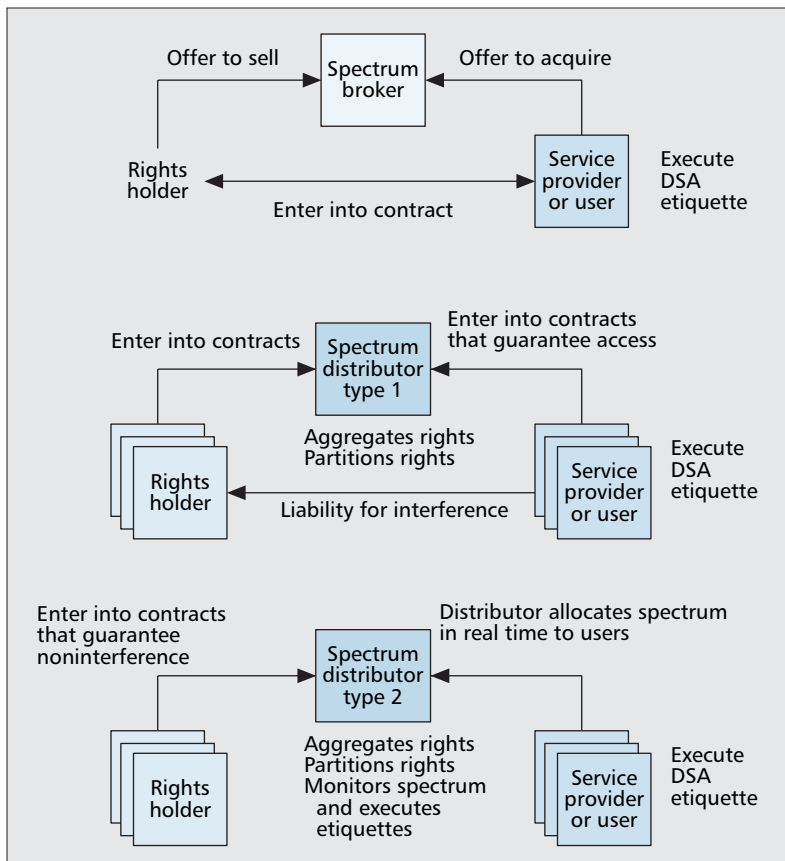 Offer to sell
Spectrum
broker
Offer to acquire
Rights
holder
Enter into contract
Service
provider
or user
Execute
DSA
etiquette
Enter into contracts
Spectrum
distributor
type 1
Enter into contracts
that guarantee access
Aggregates rights
Partitions rights
Rights
holder
Liability for interference
Service
provider
or user
Execute
DSA
etiquette
Enter into contracts
that guarantee
noninterference
Spectrum
distributor
type 2
Distributor allocates spectrum
in real time to users
Rights
holder
Aggregates rights
Partitions rights
Monitors spectrum
and executes
etiquettes
Service
provider
or user
Execute
DSA
etiquette